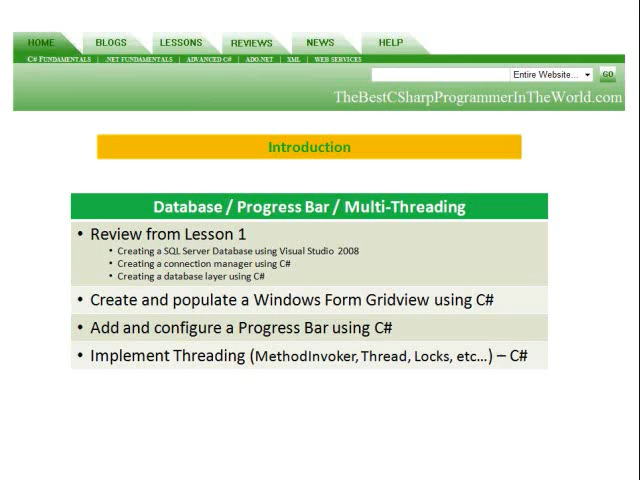 HOME BLOGS LESSONS REVIEWS NEWS HELP
C# FUNDAMENTALS | .NET FUNDAMENTALS | ADVANCED C# | ADO.NET | XML | WEB SERVICES
Entire Website... GO
TheBestCSharpProgrammerInTheWorld.com
Introduction
Database / Progress Bar / Multi-Threading
• Review from Lesson 1
• Creating a SQL Server Database using Visual Studio 2008
• Creating a connection manager using C#
• Creating a database layer using C#
• Create and populate a Windows Form Gridview using C#
• Add and configure a Progress Bar using C#
• Implement Threading (MethodInvoker, Thread, Locks, etc...) – C#